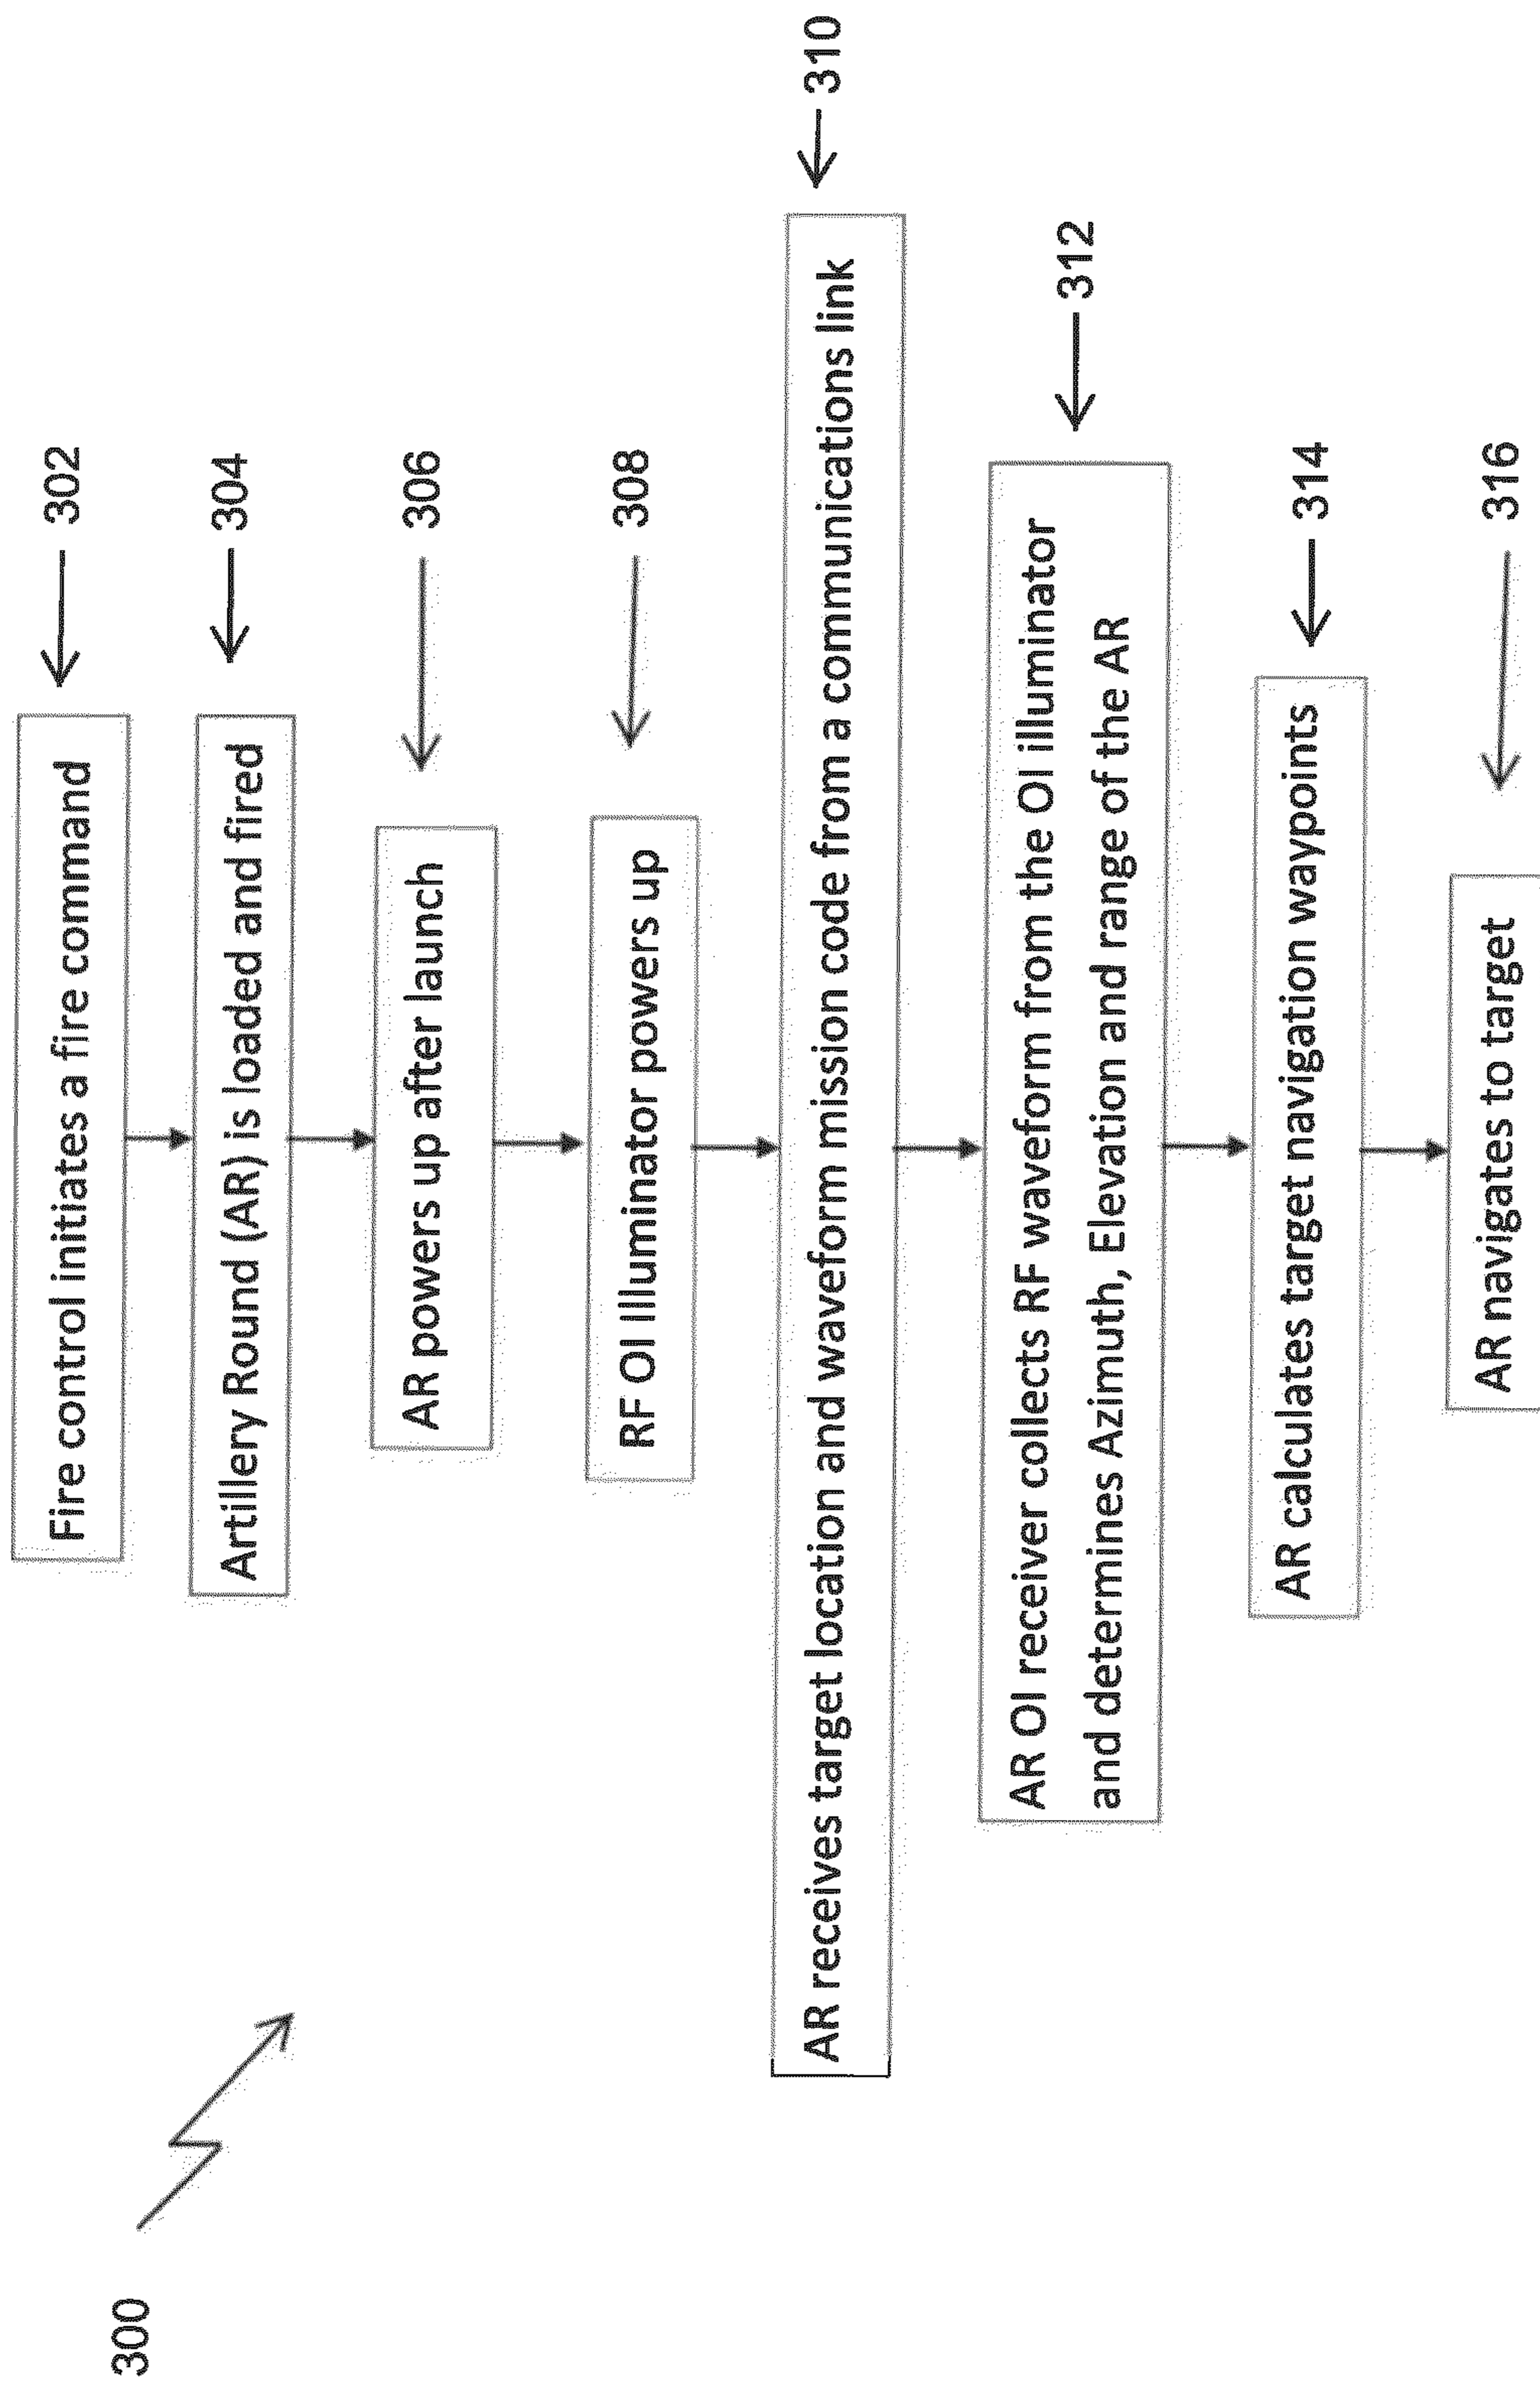 300
Fire control initiates a fire command
302
Artillery Round (AR) is loaded and fired
304
AR powers up after launch
306
RF OI Illuminator powers up
308
AR receives target location and waveform mission code from a communications link
310
AR OI receiver collects RF waveform from the OI illuminator
and determines Azimuth, Elevation and range of the AR
312
AR calculates target navigation waypoints
314
AR navigates to target
316